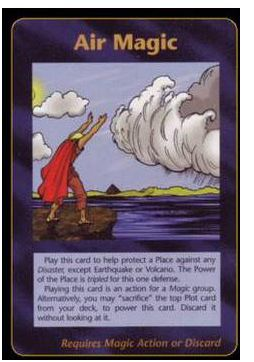 Air Magic
Play this card to help protect a Place against any
Disaster, except Earthquake or Volcano. The Power
of the Place is tripled for this one defense.
Playing this card is an action for a Magic group.
Alternatively, you may "sacrifice" the top Plot card
from your deck, to power this card. Discard it
without looking at it.
Requires Magic Action or Discard